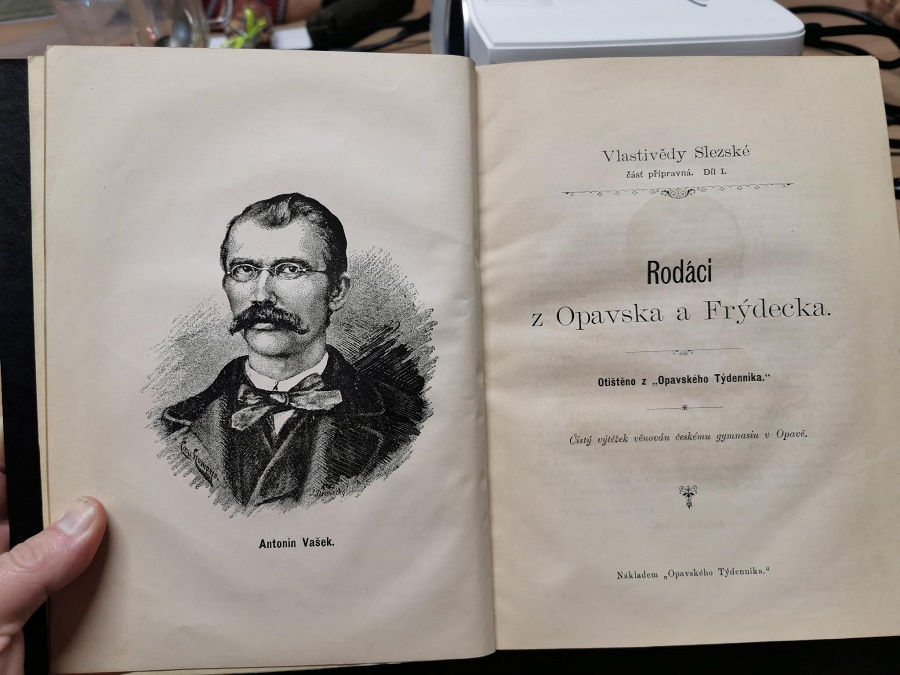 Antonín Vašek.
Vlastivědy Slezské
část přípravná. Díl I.
Rodáci
z Opavska a Frýdecka.
Otištěno z „Opavského Týdenníka.“
Čistý výtěžek věnován českému gymnasiu v Opavě.
Nákladem „Opavského Týdenníka.“